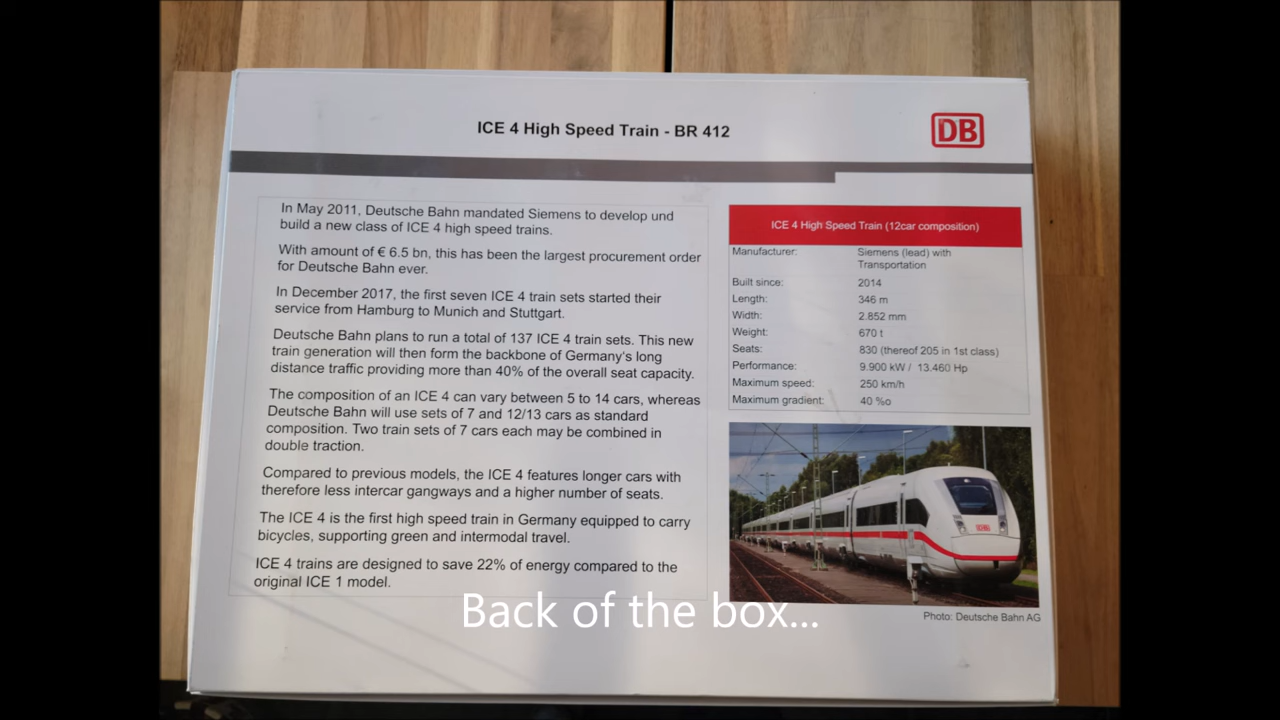 ICE 4 High Speed Train - BR 412
DB
In May 2011, Deutsche Bahn mandated Siemens to develop und
build a new class of ICE 4 high speed trains.
With amount of € 6.5 bn, this has been the largest procurement order
for Deutsche Bahn ever.
In December 2017, the first seven ICE 4 train sets started their
service from Hamburg to Munich and Stuttgart.
Deutsche Bahn plans to run a total of 137 ICE 4 train sets. This new
train generation will then form the backbone of Germany's long
distance traffic providing more than 40% of the overall seat capacity.
The composition of an ICE 4 can vary between 5 to 14 cars, whereas
Deutsche Bahn will use sets of 7 and 12/13 cars as standard
composition. Two train sets of 7 cars each may be combined in
double traction.
Compared to previous models, the ICE 4 features longer cars with
therefore less intercar gangways and a higher number of seats.
The ICE 4 is the first high speed train in Germany equipped to carry
bicycles, supporting green and intermodal travel.
ICE 4 trains are designed to save 22% of energy compared to the
original ICE 1 model.
ICE 4 High Speed Train (12car composition)
Manufacturer: Siemens (lead) with
Transportation
Built since: 2014
Length: 346 m
Width: 2.852 mm
Weight: 670 t
Seats: 830 (thereof 205 in 1st class)
Performance: 9.900 kW / 13.460 Hp
Maximum speed: 250 km/h
Maximum gradient: 40 %o
Photo: Deutsche Bahn AG
Back of the box...